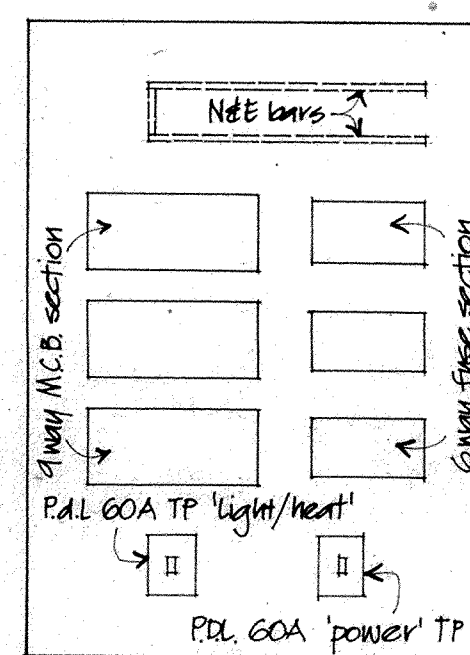 N&E bars
9 way M.C.B. section
6 way fuse section
P.d.L 60A TP 'light/heat'
P.D.L. 60A 'power' TP